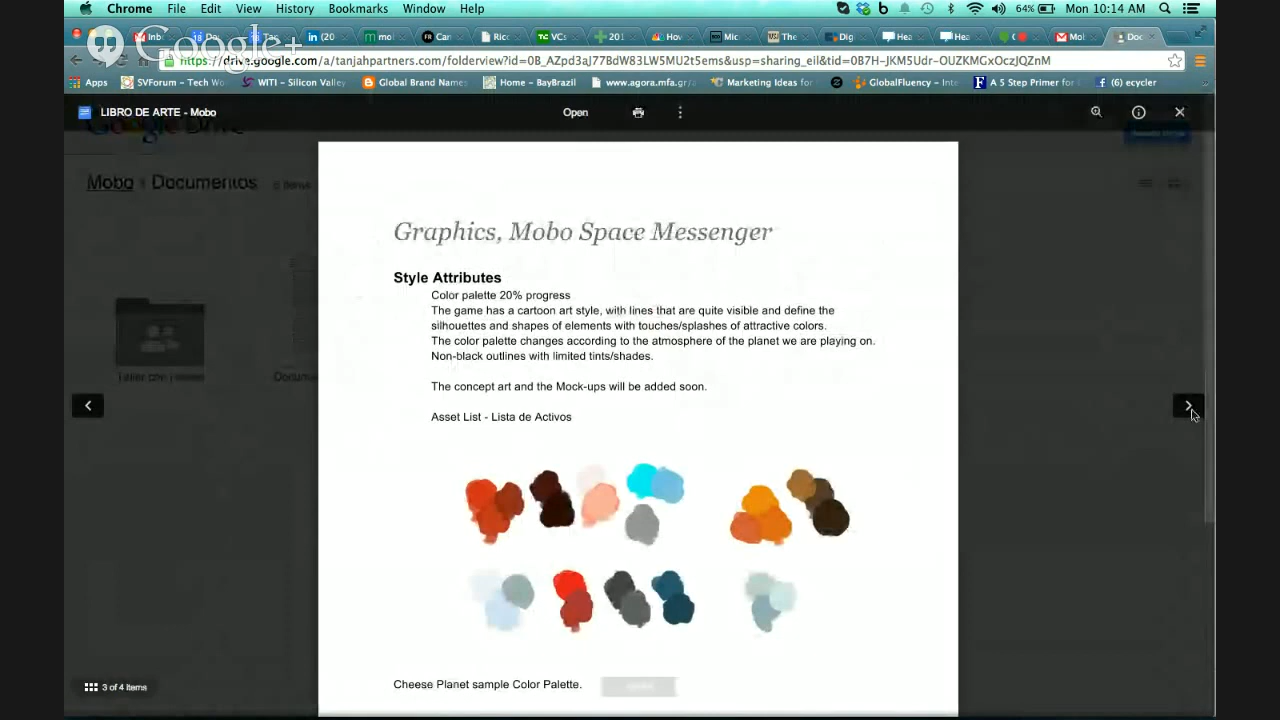 Chrome File Edit View History Bookmarks Window Help 64% Mon 10:14 AM
Google+
https://drive.google.com/a/tanjahpartners.com/folderview?id=0B_AZpd3aJ77BdW83LW5MU2t5ems&usp=sharing_eil&tid=0B7H-JKM5Udr-OUZKMGxOczJQZnM
Apps SVForum - Tech Wo WITI - Silicon Valley Global Brand Names Home - BayBrazil www.agora.mfa.gr/a Marketing Ideas for GlobalFluency - Inte A 5 Step Primer for (6) ecycler
LIBRO DE ARTE - Mobo Open
Mobo Documentos
Graphics, Mobo Space Messenger
Style Attributes
Color palette 20% progress
The game has a cartoon art style, with lines that are quite visible and define the
silhouettes and shapes of elements with touches/splashes of attractive colors.
The color palette changes according to the atmosphere of the planet we are playing on.
Non-black outlines with limited tints/shades.
The concept art and the Mock-ups will be added soon.
Asset List - Lista de Activos
Cheese Planet sample Color Palette.
3 of 4 items